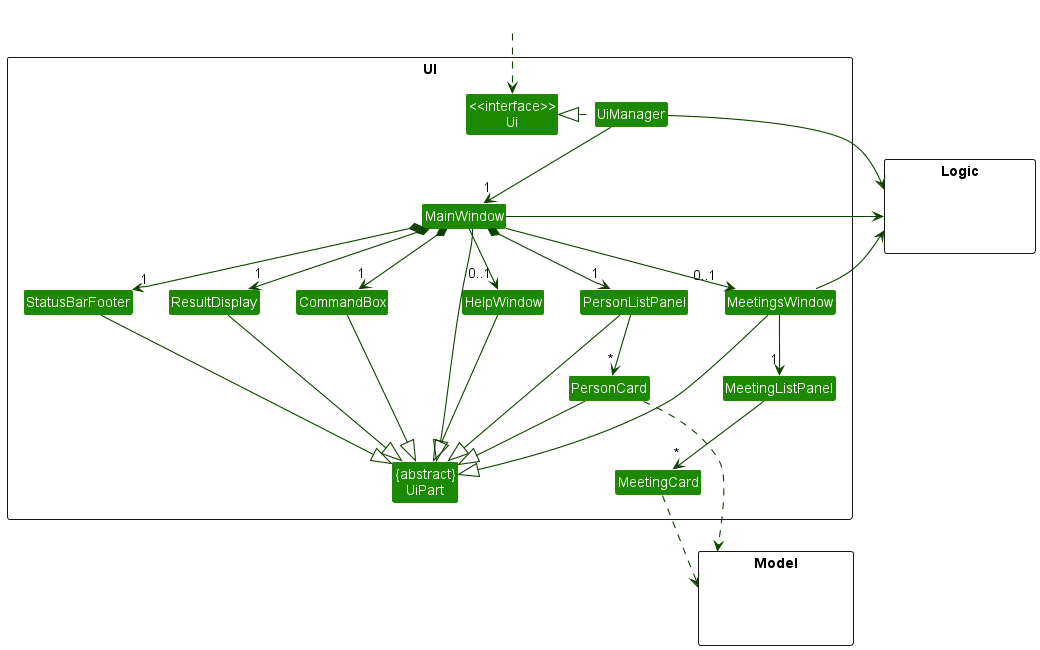 UI
<<interface>>
Ui
UiManager
Logic
1
MainWindow
1
1
1
0..1
1
0..1
StatusBarFooter
ResultDisplay
CommandBox
HelpWindow
PersonListPanel
MeetingsWindow
*
1
PersonCard
MeetingListPanel
*
{abstract}
UiPart
MeetingCard
Model